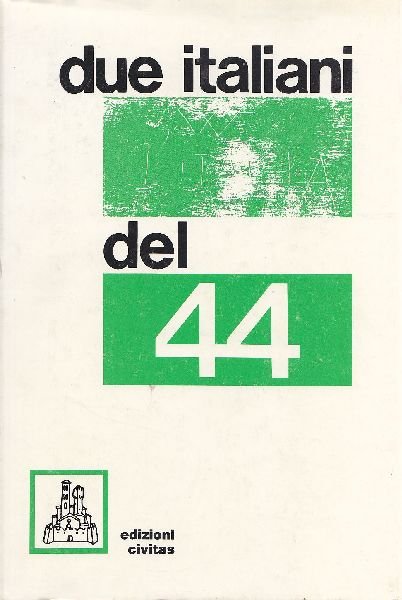 due italiani
del
44
edizioni
civitas